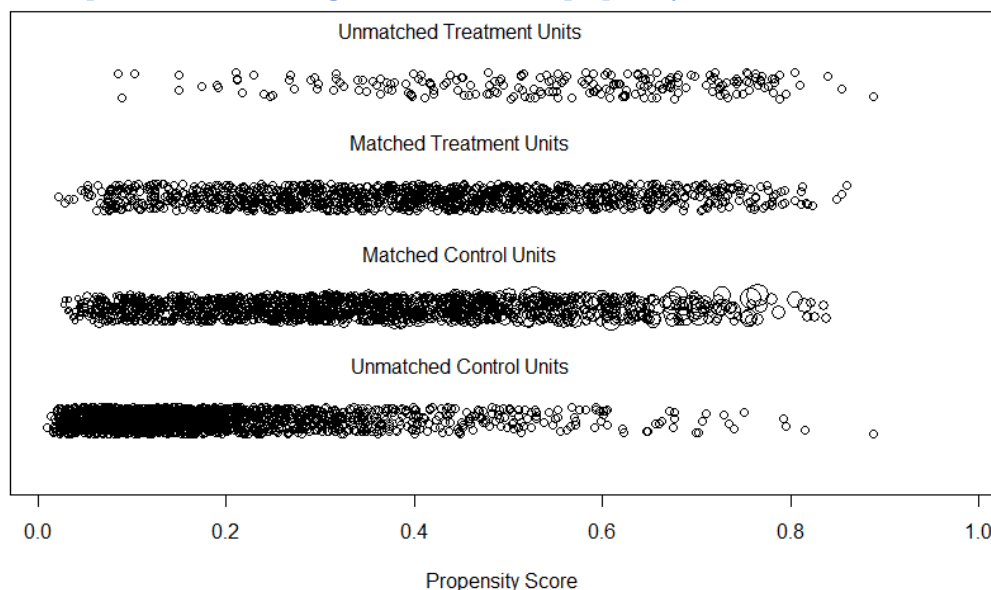 Unmatched Treatment Units
Matched Treatment Units
Matched Control Units
Unmatched Control Units
0.0 0.2 0.4 0.6 0.8 1.0
Propensity Score